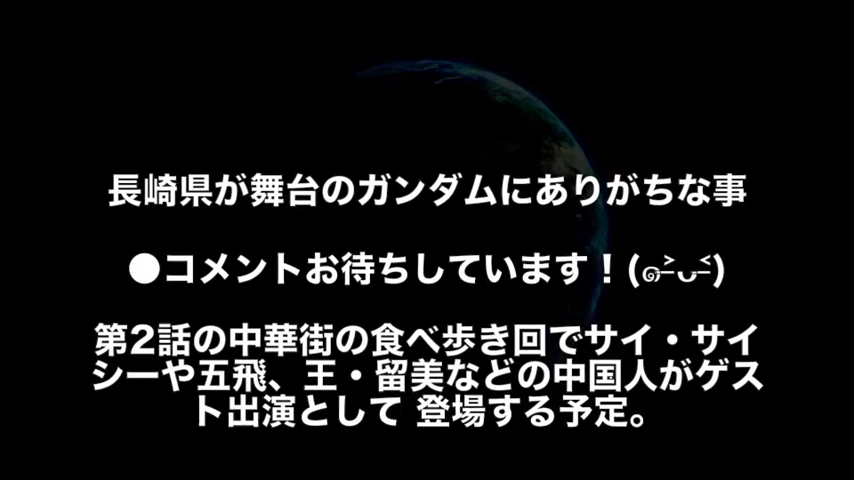 長崎県が舞台のガンダムにありがちな事
●コメントお待ちしています！(๑˃̵ᴗ˂̵)
第2話の中華街の食べ歩き回でサイ・サイ
シーや五飛、王・留美などの中国人がゲス
ト出演として 登場する予定。